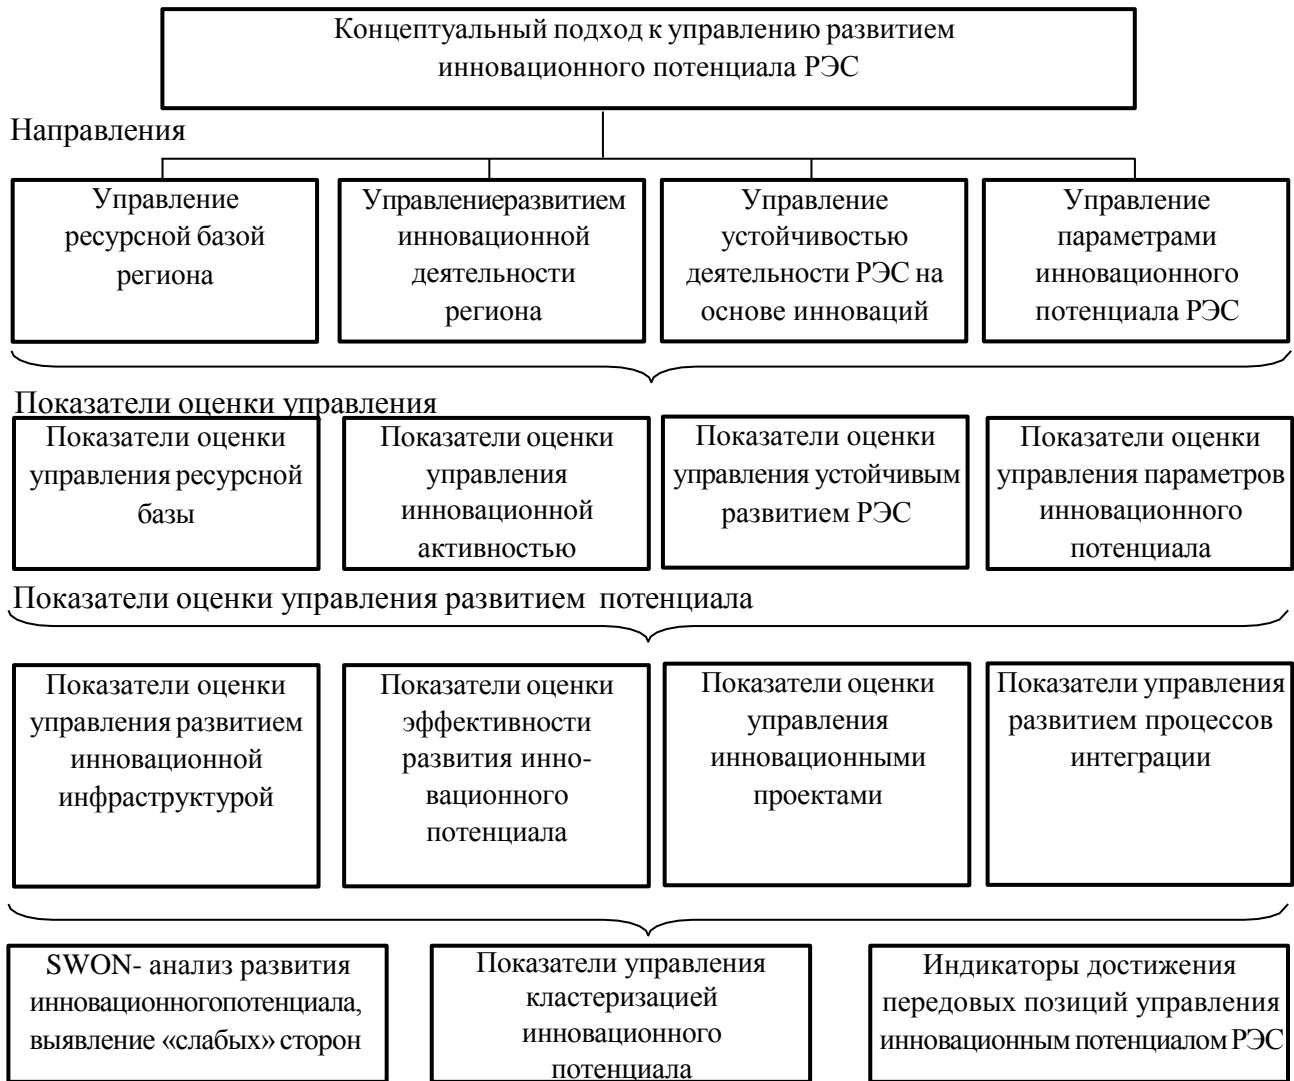 Концептуальный подход к управлению развитием
инновационного потенциала РЭС
Направления
Управление
ресурсной базой
региона
Управлениеразвитием
инновационной
деятельности
региона
Управление
устойчивостью
деятельности РЭС на
основе инноваций
Управление
параметрами
инновационного
потенциала РЭС
Показатели оценки управления
Показатели оценки
управления ресурсной
базы
Показатели оценки
управления
инновационной
активностью
Показатели оценки
управления устойчивым
развитием РЭС
Показатели оценки
управления параметров
инновационного
потенциала
Показатели оценки управления развитием потенциала
Показатели оценки
управления развитием
инновационной
инфраструктурой
Показатели оценки
эффективности
развития инно-
вационного
потенциала
Показатели оценки
управления
инновационными
проектами
Показатели управления
развитием процессов
интеграции
SWON- анализ развития
инновационногопотенциала,
выявление «слабых» сторон
Показатели управления
кластеризацией
инновационного
потенциала
Индикаторы достижения
передовых позиций управления
инновационным потенциалом РЭС